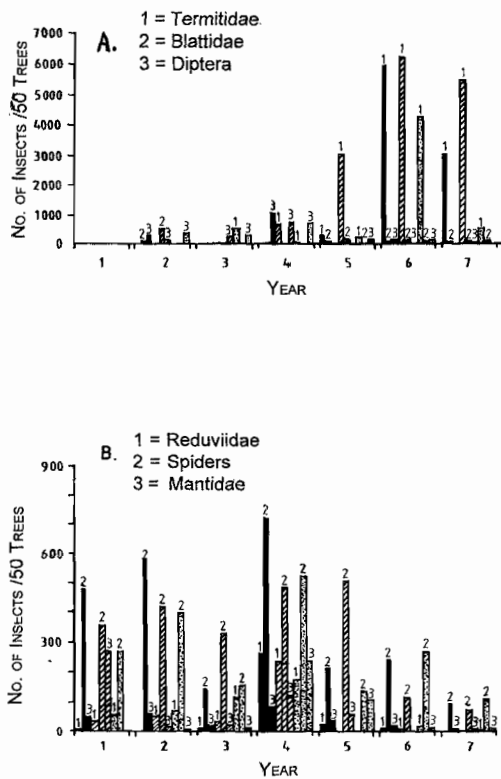 A.
1 = Termitidae
2 = Blattidae
3 = Diptera
No. of Insects /50 Trees
7000
6000
5000
4000
3000
2000
1000
0
1 2 3 4 5 6 7
Year
B.
1 = Reduviidae
2 = Spiders
3 = Mantidae
No. of Insects /50 Trees
900
600
300
0
1 2 3 4 5 6 7
Year